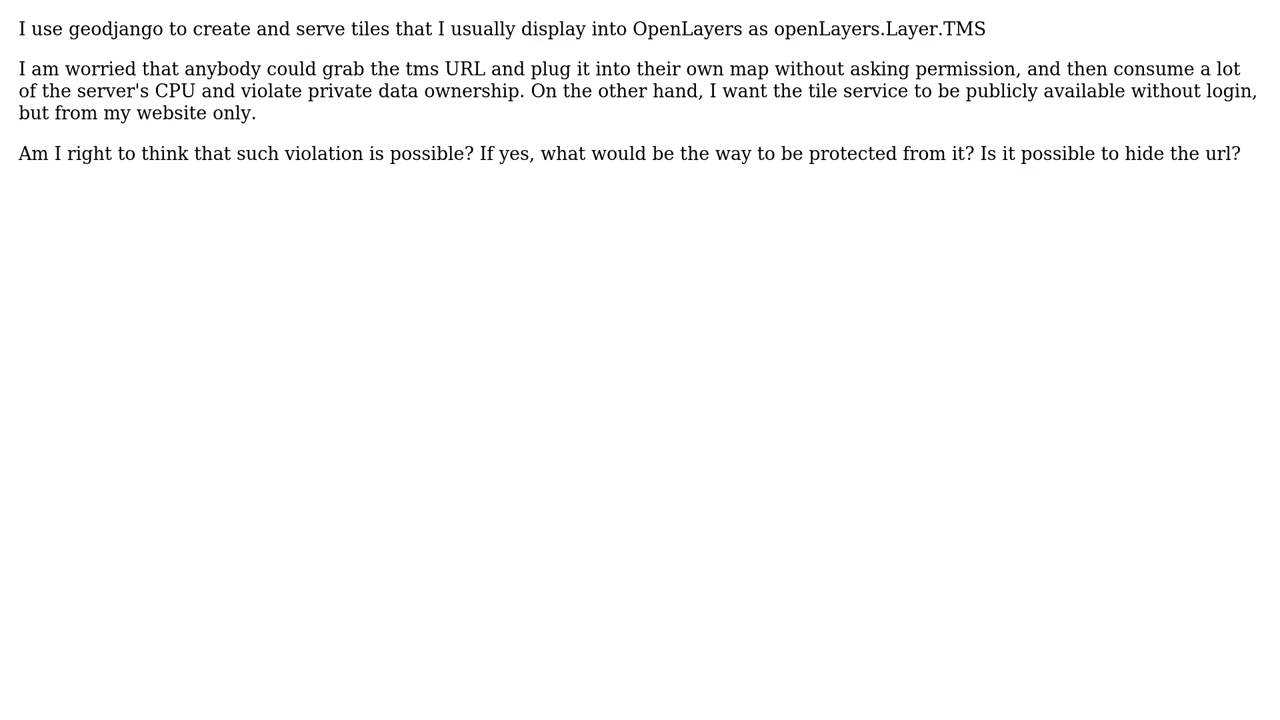 I use geodjango to create and serve tiles that I usually display into OpenLayers as openLayers.Layer.TMS
I am worried that anybody could grab the tms URL and plug it into their own map without asking permission, and then consume a lot
of the server's CPU and violate private data ownership. On the other hand, I want the tile service to be publicly available without login,
but from my website only.
Am I right to think that such violation is possible? If yes, what would be the way to be protected from it? Is it possible to hide the url?